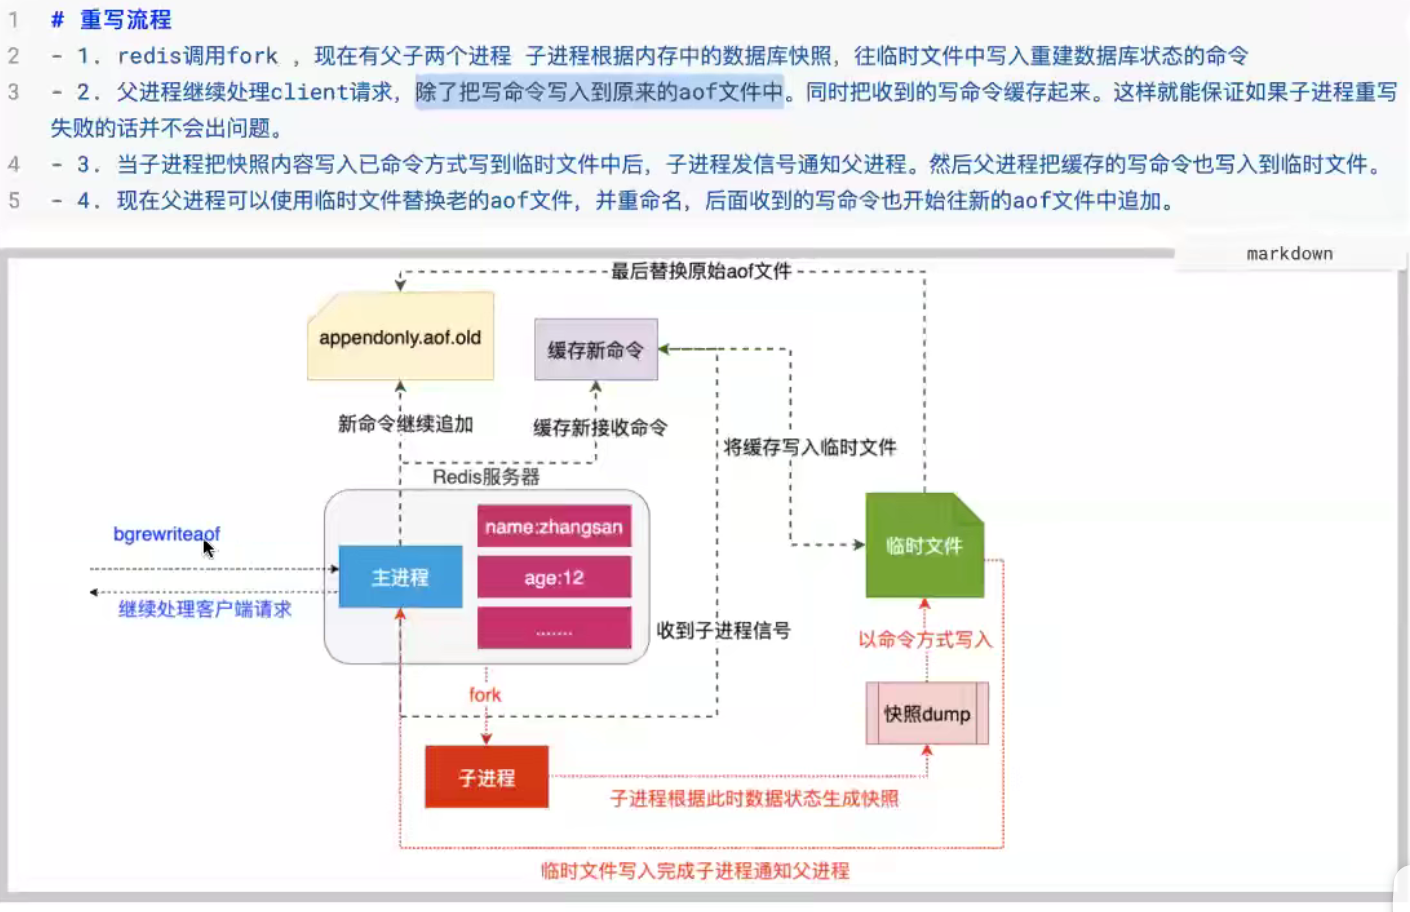 1 # 重写流程
2 - 1. redis调用fork ，现在有父子两个进程 子进程根据内存中的数据库快照，往临时文件中写入重建数据库状态的命令
3 - 2. 父进程继续处理client请求，除了把写命令写入到原来的aof文件中。同时把收到的写命令缓存起来。这样就能保证如果子进程重写
失败的话并不会出问题。
4 - 3. 当子进程把快照内容写入已命令方式写到临时文件中后，子进程发信号通知父进程。然后父进程把缓存的写命令也写入到临时文件。
5 - 4. 现在父进程可以使用临时文件替换老的aof文件，并重命名，后面收到的写命令也开始往新的aof文件中追加。
markdown
最后替换原始aof文件
appendonly.aof.old
缓存新命令
新命令继续追加
缓存新接收命令
将缓存写入临时文件
Redis服务器
name:zhangsan
bgrewriteaof
临时文件
主进程
age:12
继续处理客户端请求
.......
收到子进程信号
以命令方式写入
fork
快照dump
子进程
子进程根据此时数据状态生成快照
临时文件写入完成子进程通知父进程